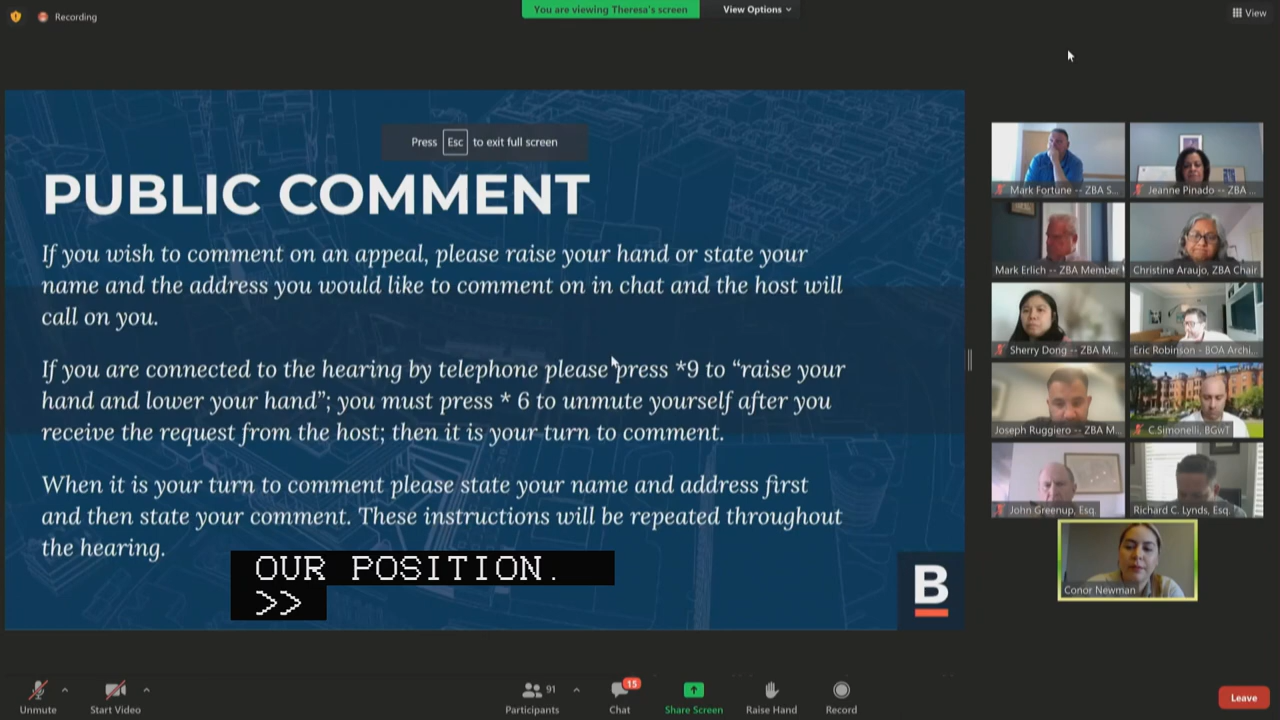 Recording
You are viewing Theresa's screen
View Options
View
Press Esc to exit full screen
PUBLIC COMMENT
If you wish to comment on an appeal, please raise your hand or state your
name and the address you would like to comment on in chat and the host will
call on you.
If you are connected to the hearing by telephone please press *9 to “raise your
hand and lower your hand”; you must press * 6 to unmute yourself after you
receive the request from the host; then it is your turn to comment.
When it is your turn to comment please state your name and address first
and then state your comment. These instructions will be repeated throughout
the hearing.
OUR POSITION.
>>
B
Mark Fortune -- ZBA S...
Jeanne Pinado -- ZBA ...
Mark Erlich -- ZBA Member
Christine Araujo, ZBA Chair
Sherry Dong -- ZBA M...
Eric Robinson - BOA Archi...
Joseph Ruggiero -- ZBA M...
C.Simonelli, BGwT
John Greenup, Esq.
Richard C. Lynds, Esq.
Conor Newman
Unmute
Start Video
91
Participants
15
Chat
Share Screen
Raise Hand
Record
Leave